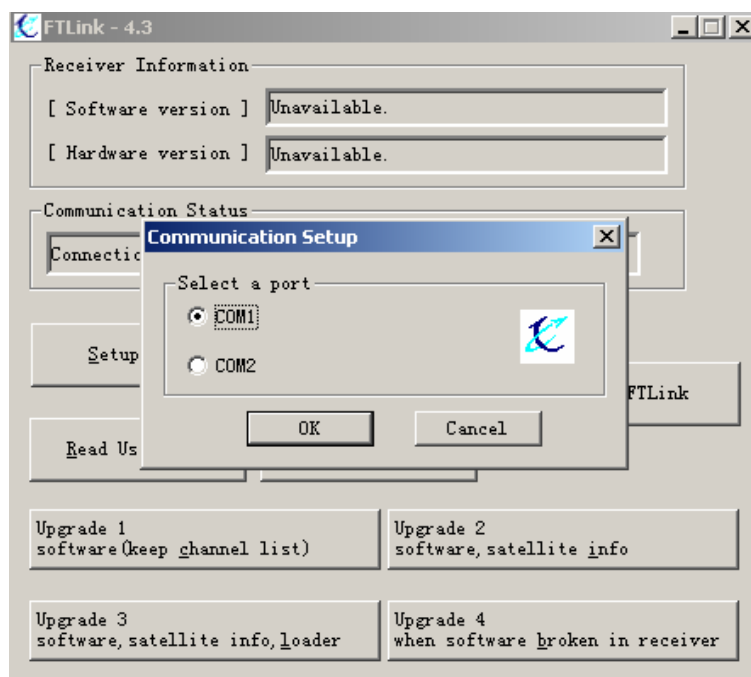 FTLink - 4.3
Receiver Information
[ Software version ] Unavailable.
[ Hardware version ] Unavailable.
Communication Status
Connectic
Communication Setup
Select a port
COM1
COM2
OK Cancel
Setup
FTLink
Read Us
Upgrade 1
software(keep channel list)
Upgrade 2
software, satellite info
Upgrade 3
software, satellite info, loader
Upgrade 4
when software broken in receiver